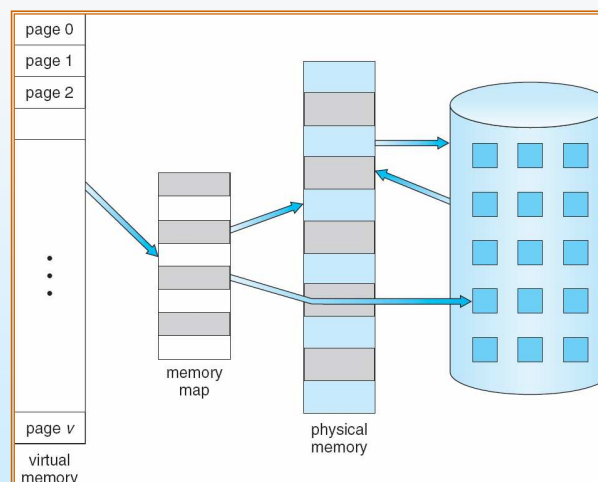 page 0
page 1
page 2
page v
virtual
memory
memory
map
physical
memory